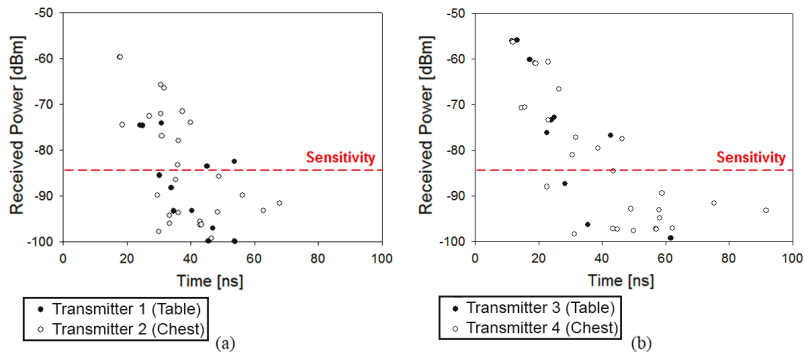 (a)
Received Power [dBm]
-50
-60
-70
-80
-90
-100
Sensitivity
0
20
40
60
80
100
Time [ns]
Transmitter 1 (Table)
Transmitter 2 (Chest)
(a)
(b)
Received Power [dBm]
-50
-60
-70
-80
-90
-100
Sensitivity
0
20
40
60
80
100
Time [ns]
Transmitter 3 (Table)
Transmitter 4 (Chest)
(b)